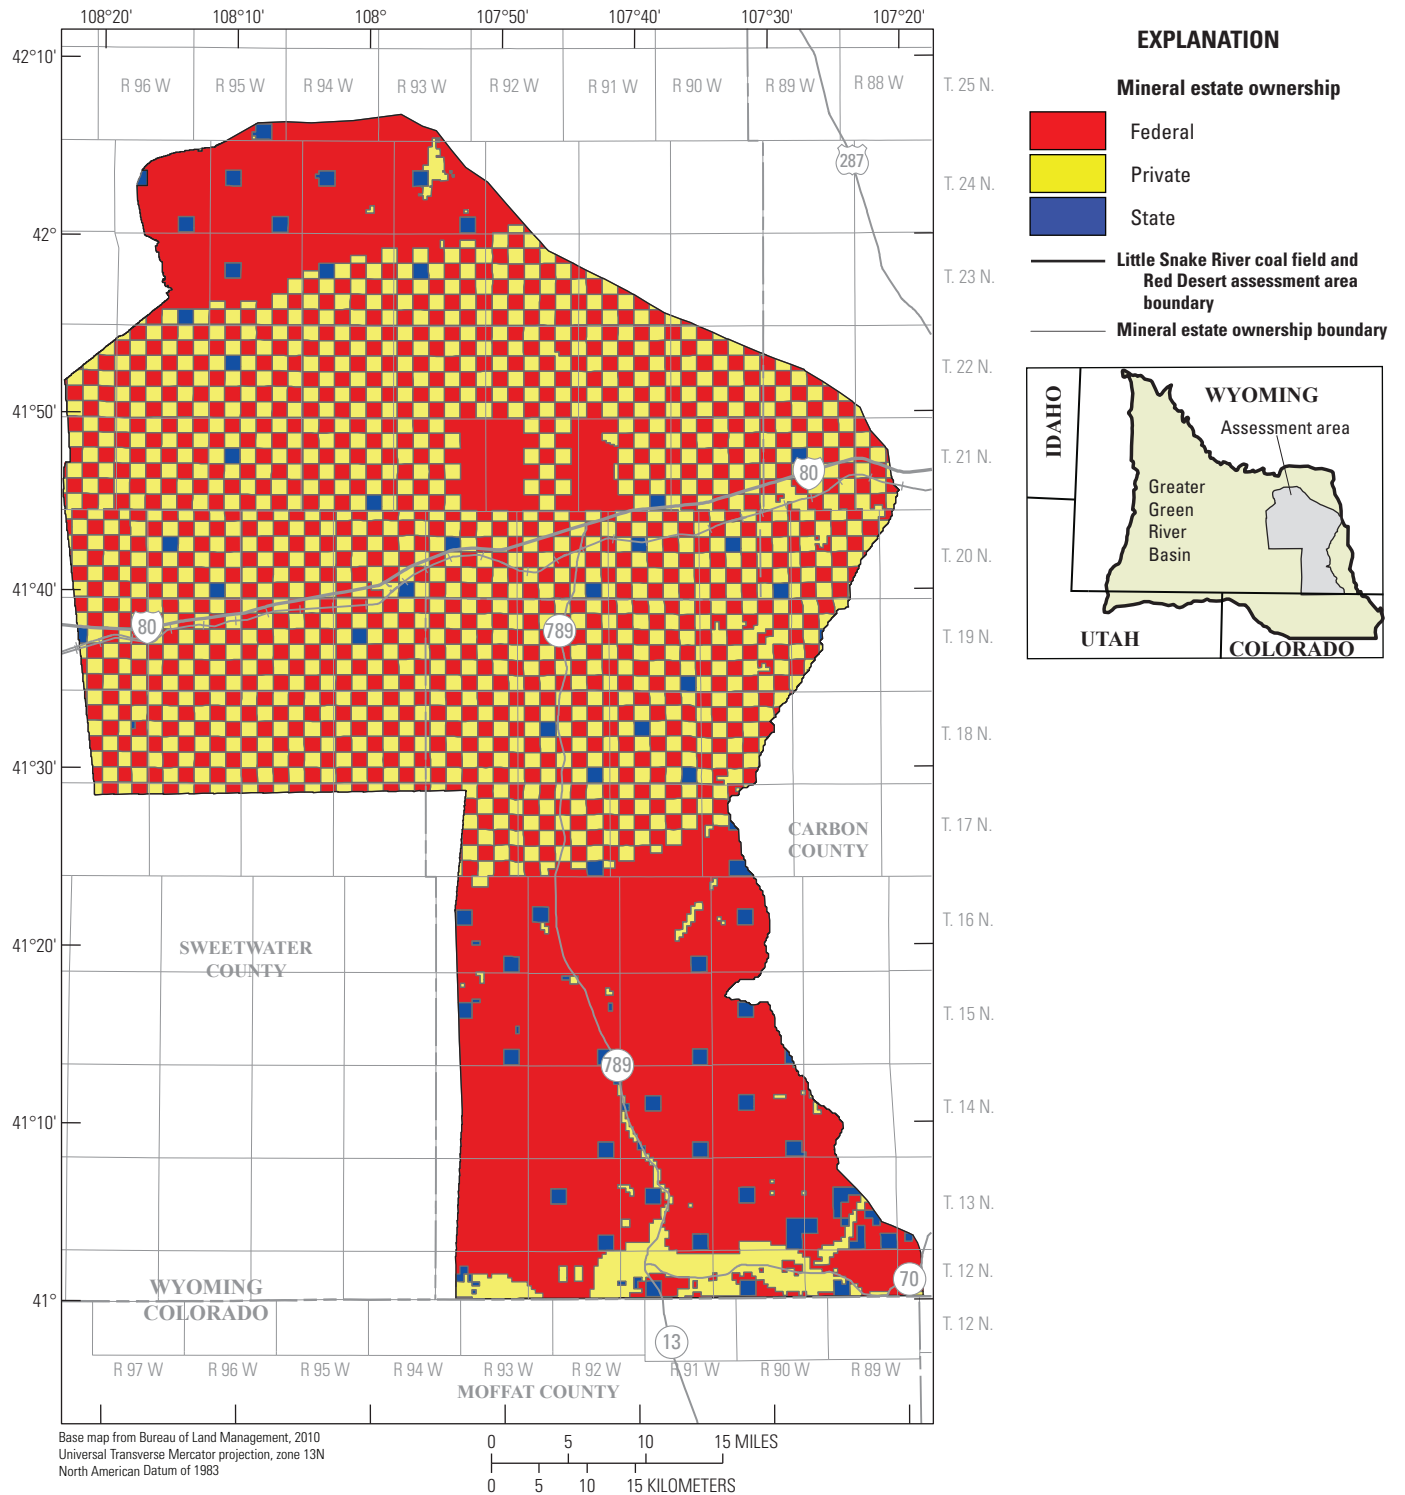 108°20' 108°10' 108° 107°50' 107°40' 107°30' 107°20'
42°10'
R 96 W R 95 W R 94 W R 93 W R 92 W R 91 W R 90 W R 89 W R 88 W
T. 25 N.
287
T. 24 N.
42°
T. 23 N.
T. 22 N.
41°50'
T. 21 N.
80
T. 20 N.
41°40'
80
789
T. 19 N.
T. 18 N.
41°30'
T. 17 N.
CARBON
COUNTY
T. 16 N.
41°20'
SWEETWATER
COUNTY
T. 15 N.
789
T. 14 N.
41°10'
T. 13 N.
T. 12 N.
70
WYOMING
41°
COLORADO
T. 12 N.
13
R 97 W R 96 W R 95 W R 94 W R 93 W R 92 W R 91 W R 90 W R 89 W
MOFFAT COUNTY
Base map from Bureau of Land Management, 2010
Universal Transverse Mercator projection, zone 13N
North American Datum of 1983
0 5 10 15 MILES
0 5 10 15 KILOMETERS
EXPLANATION
Mineral estate ownership
Federal
Private
State
Little Snake River coal field and
Red Desert assessment area
boundary
Mineral estate ownership boundary
IDAHO
WYOMING
Assessment area
Greater
Green
River
Basin
UTAH
COLORADO